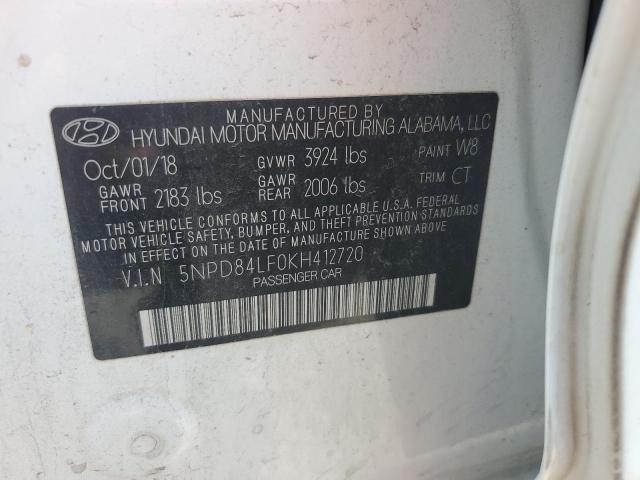 MANUFACTURED BY
HYUNDAI MOTOR MANUFACTURING ALABAMA, LLC
Oct/01/18 GVWR 3924 lbs PAINT W8
GAWR FRONT 2183 lbs GAWR REAR 2006 lbs TRIM CT
THIS VEHICLE CONFORMS TO ALL APPLICABLE U.S.A. FEDERAL
MOTOR VEHICLE SAFETY, BUMPER, AND THEFT PREVENTION STANDARDS
IN EFFECT ON THE DATE OF MANUFACTURE SHOWN ABOVE.
V.I.N 5NPD84LF0KH412720
PASSENGER CAR